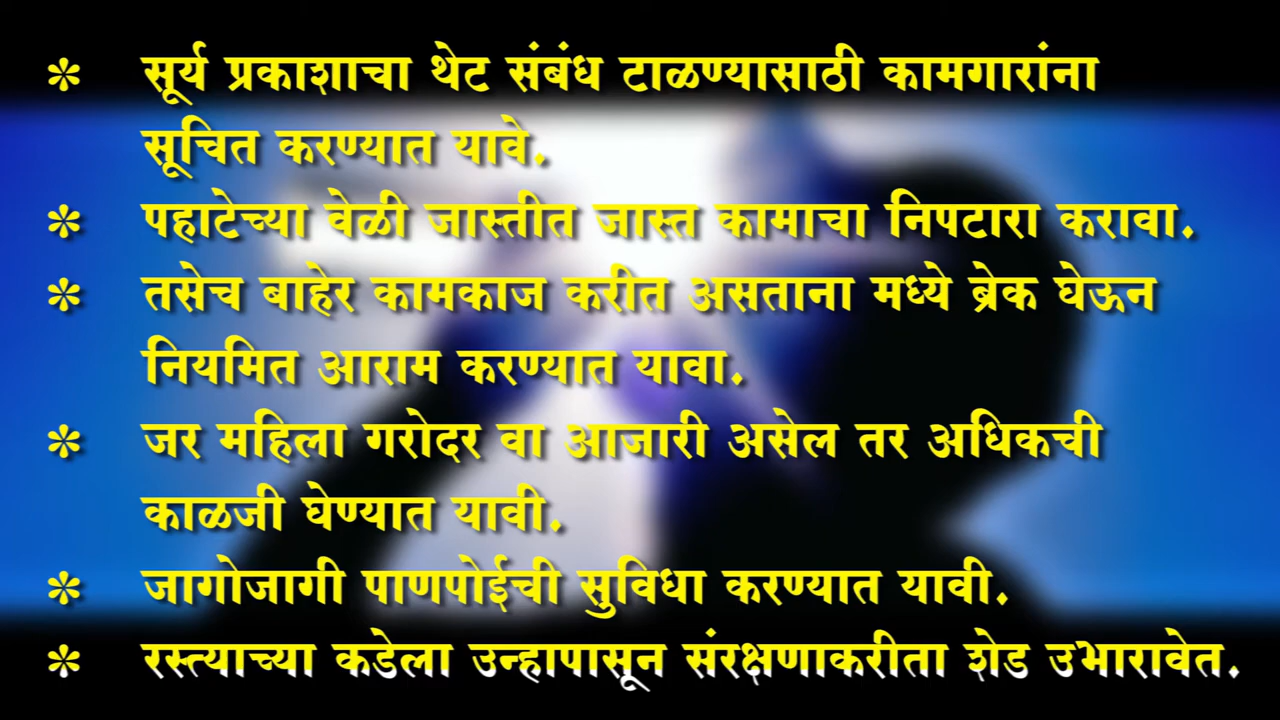 * सूर्य प्रकाशाचा थेट संबंध टाळण्यासाठी कामगारांना
सूचित करण्यात यावे.
* पहाटेच्या वेळी जास्तीत जास्त कामाचा निपटारा करावा.
* तसेच बाहेर कामकाज करीत असताना मध्ये ब्रेक घेऊन
नियमित आराम करण्यात यावा.
* जर महिला गरोदर वा आजारी असेल तर अधिकची
काळजी घेण्यात यावी.
* जागोजागी पाणपोईची सुविधा करण्यात यावी.
* रस्त्याच्या कडेला उन्हापासून संरक्षणाकरीता शेड उभारावेत.